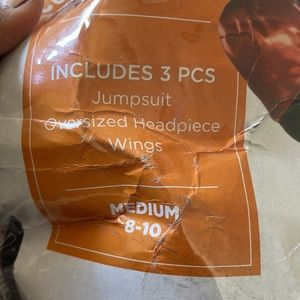 INCLUDES 3 PCS
Jumpsuit
Oversized Headpiece
Wings
MEDIUM
8-10